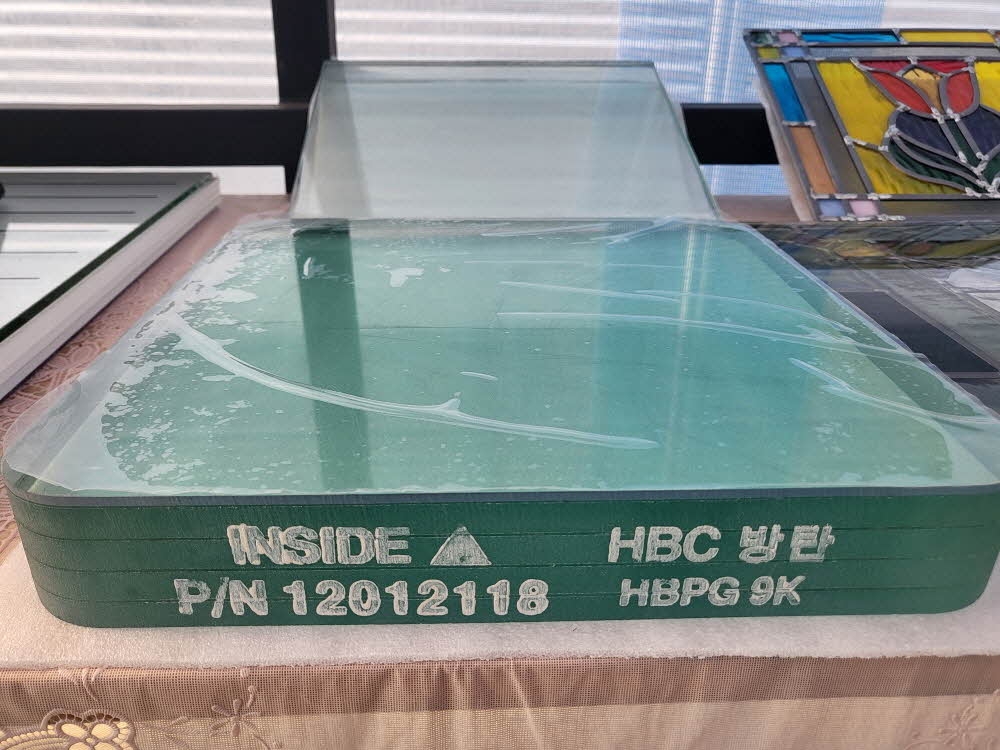 INSIDE ▲ HBC 방탄
P/N 12012118 HBPG 9K